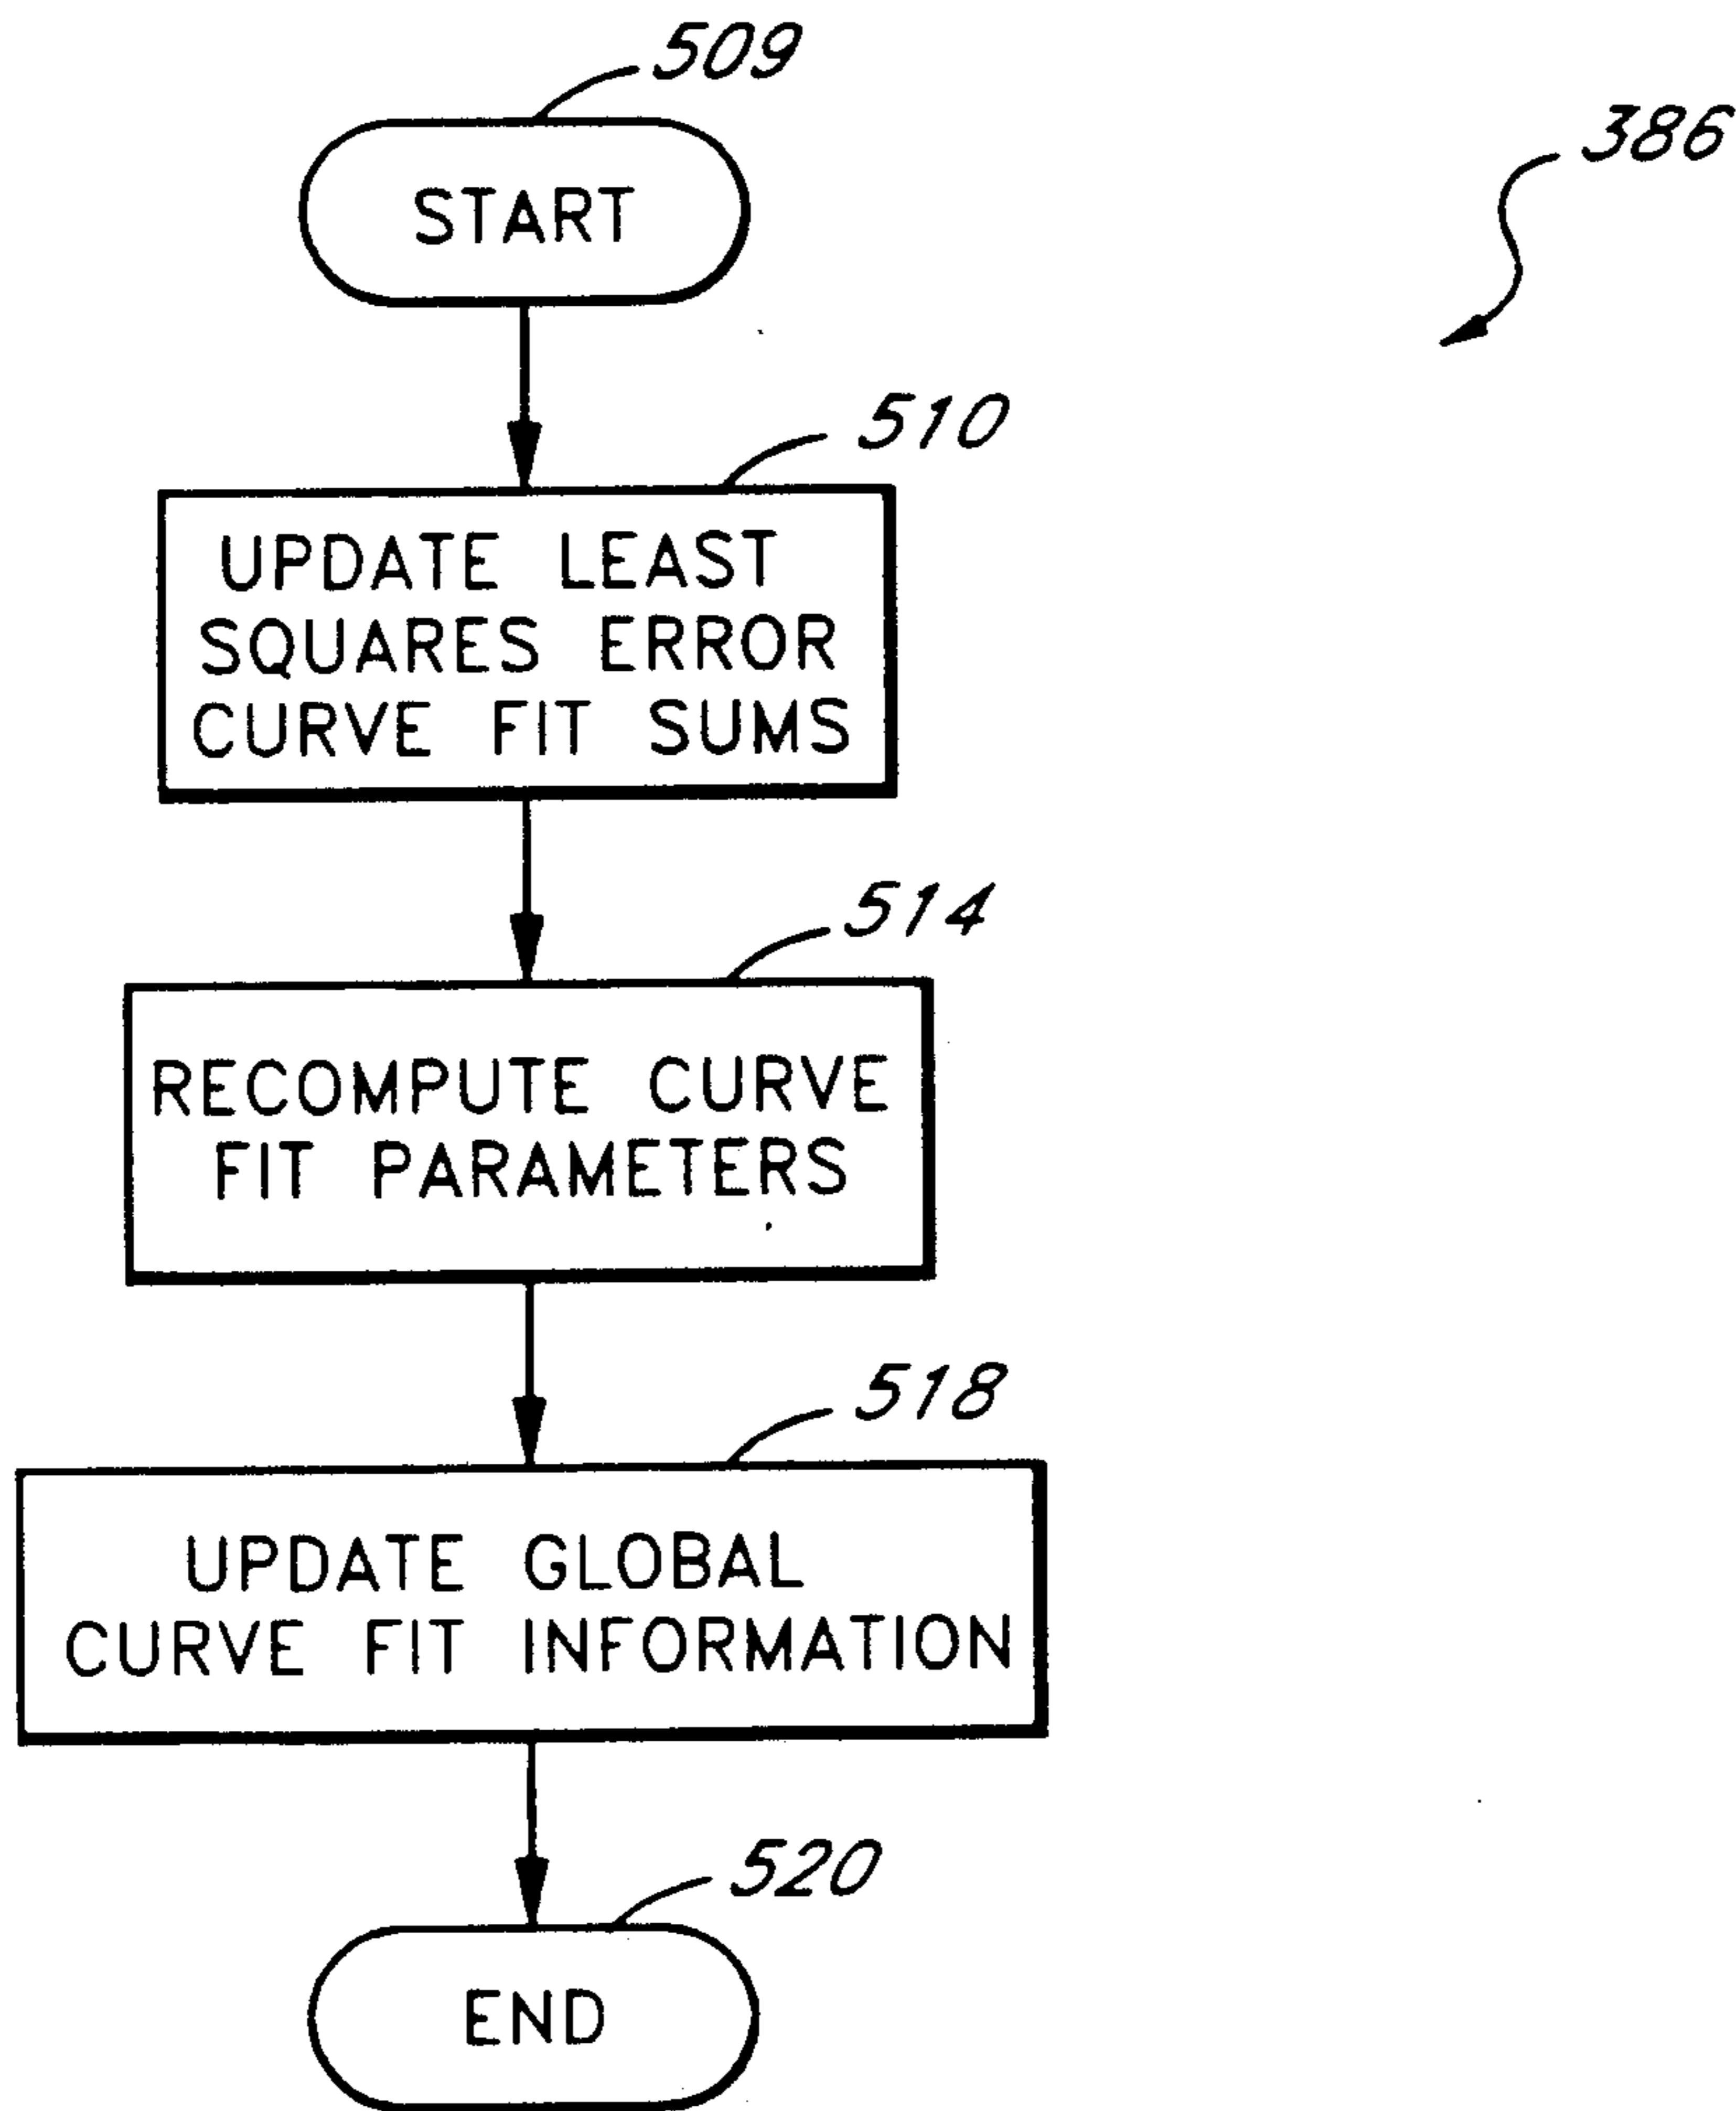 509
386
START
510
UPDATE LEAST
SQUARES ERROR
CURVE FIT SUMS
514
RECOMPUTE CURVE
FIT PARAMETERS
518
UPDATE GLOBAL
CURVE FIT INFORMATION
520
END